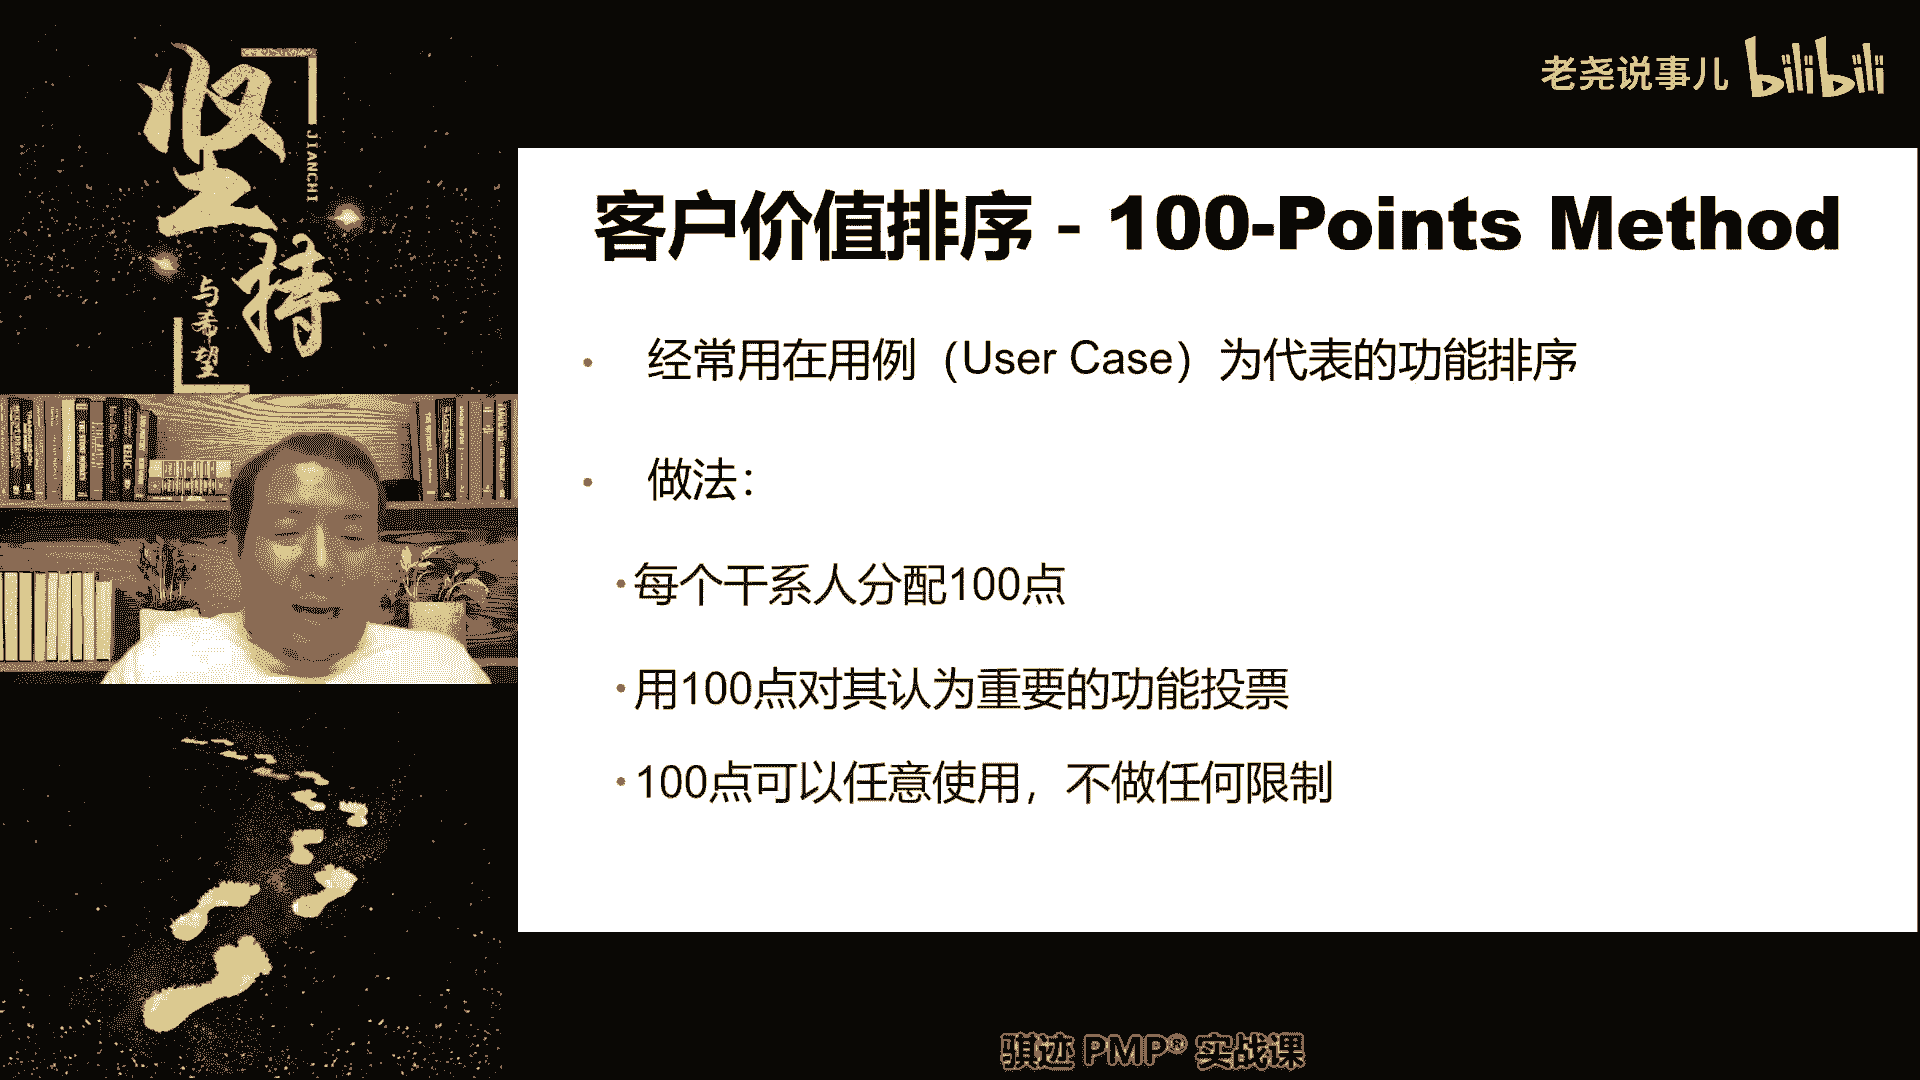 坚持
JIANCHI
与希望
老尧说事儿 bilibili
客户价值排序 - 100-Points Method
• 经常用在用例（User Case）为代表的功能排序
• 做法：
• 每个干系人分配100点
• 用100点对其认为重要的功能投票
• 100点可以任意使用，不做任何限制
骐迹 PMP® 实战课